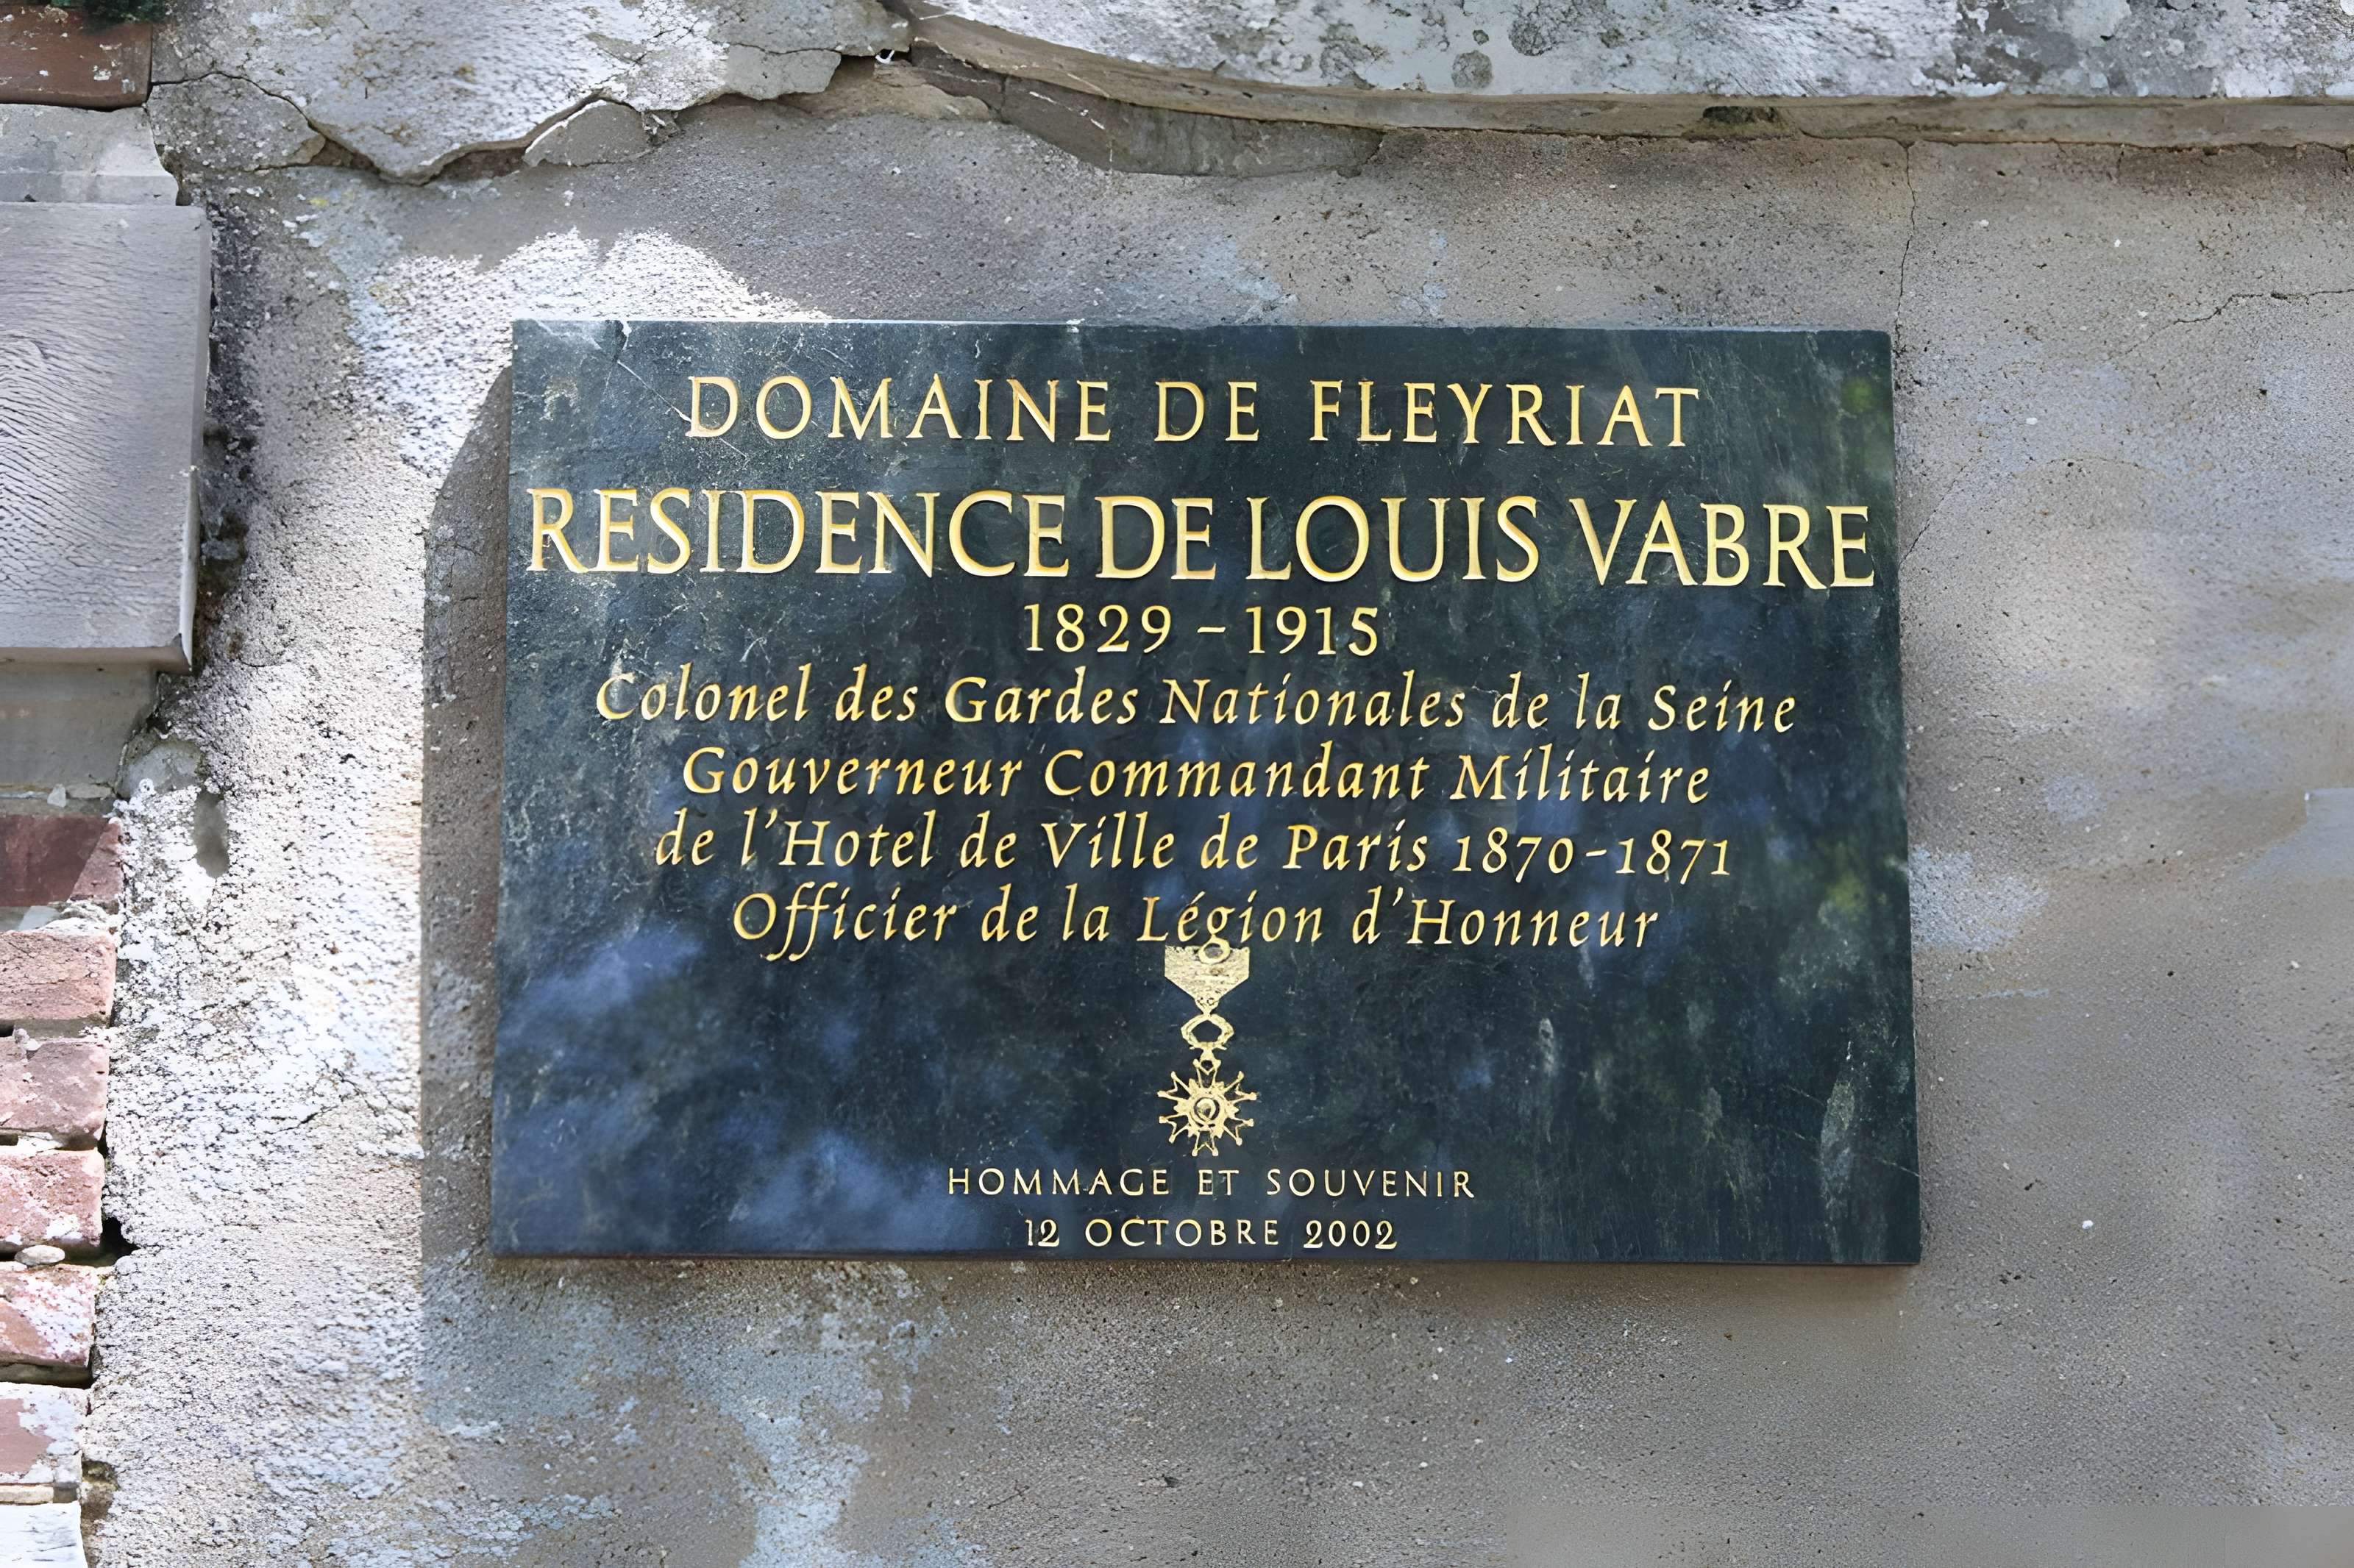 DOMAINE DE FLEYRIAT
RESIDENCE DE LOUIS VABRE
1829 - 1915
Colonel des Gardes Nationales de la Seine
Gouverneur Commandant Militaire
de l'Hotel de Ville de Paris 1870-1871
Officier de la Légion d'Honneur
HOMMAGE ET SOUVENIR
12 OCTOBRE 2002